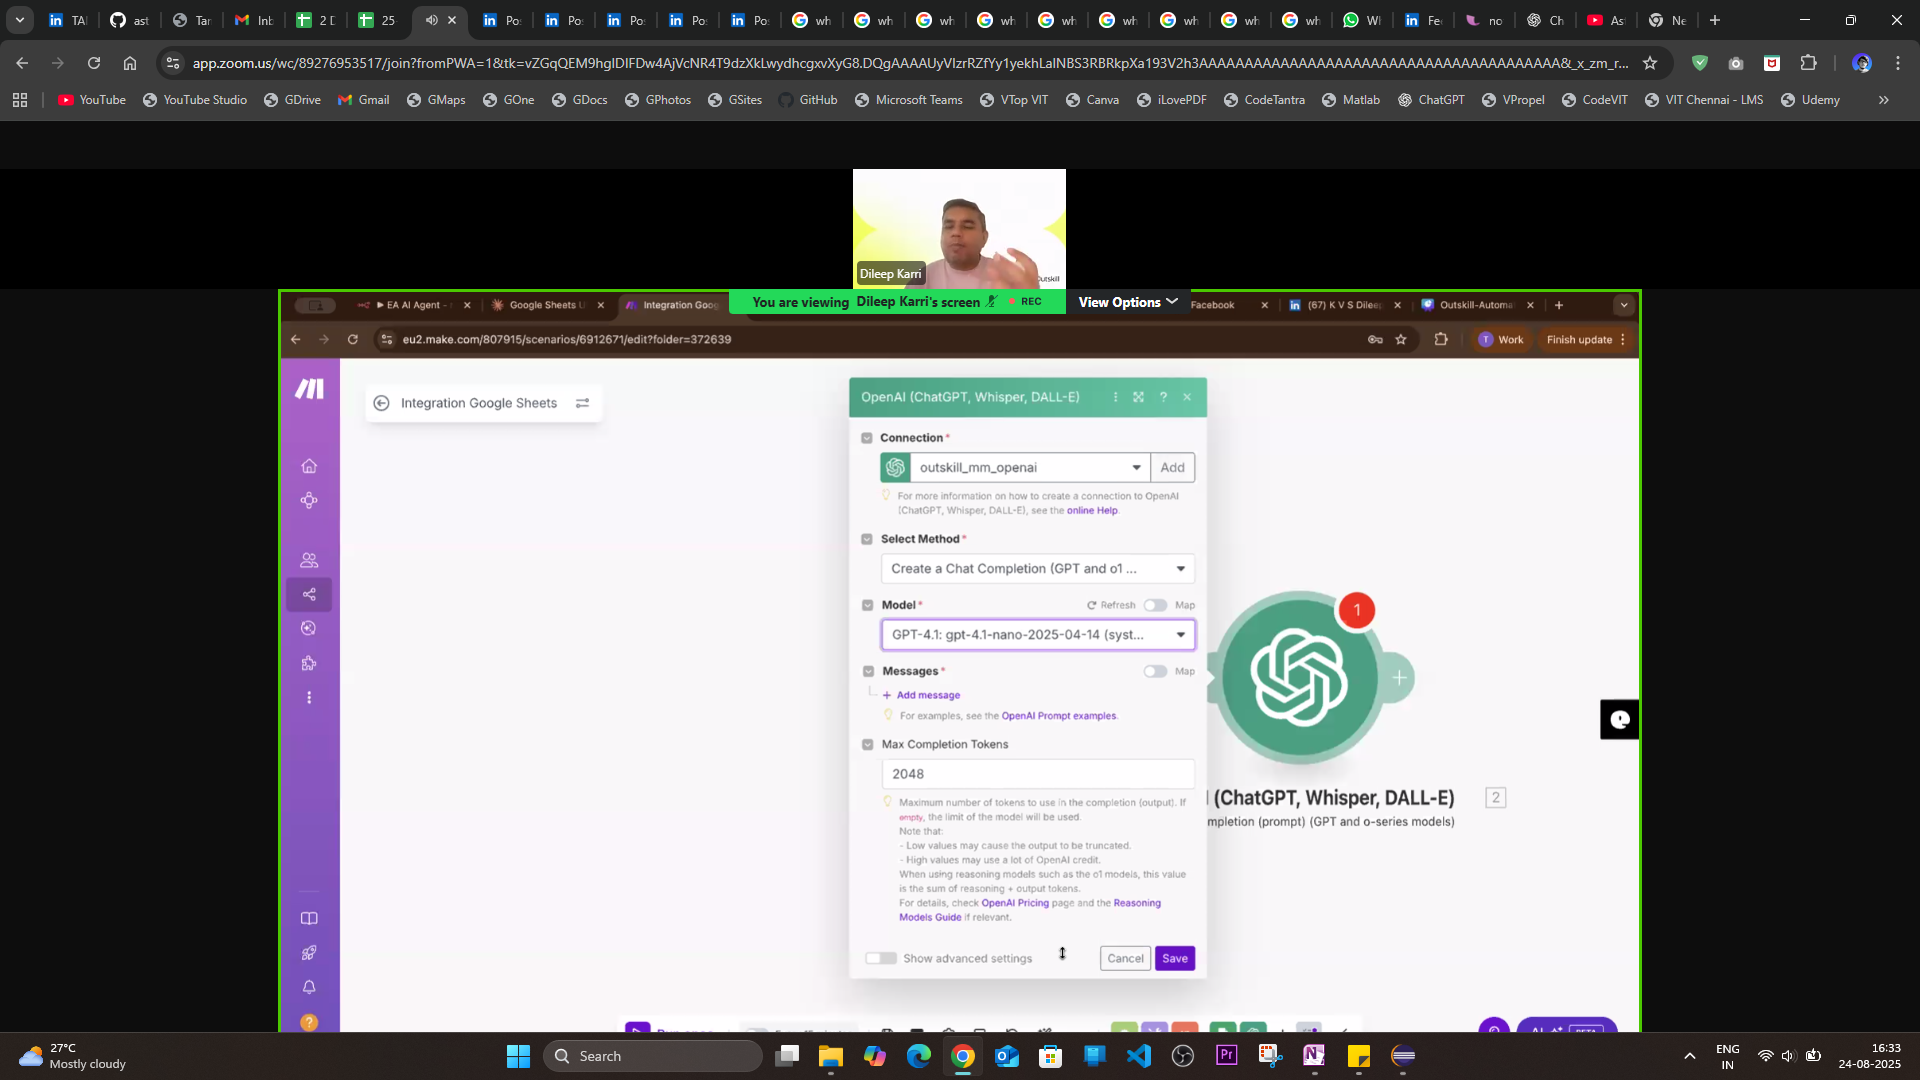 TAI
ast
Tar
Inb
2 D
25-
Po:
Po:
Po:
Po:
Po:
wh
wh
wh
wh
wh
wh
wh
wh
wh
Wl
Fe
no
Ch
As
Ne
app.zoom.us/wc/89276953517/join?fromPWA=1&tk=
YouTube
YouTube Studio
GDrive
Gmail
GMaps
GOne
GDocs
GPhotos
GSites
GitHub
Microsoft Teams
VTop VIT
Canva
iLovePDF
CodeTantra
Matlab
ChatGPT
VPropel
CodeVIT
VIT Chennai - LMS
Udemy
Dileep Karri
outskill
EA AI Agent -
Google Sheets U
Integration Goog
You are viewing Dileep Karri's screen
REC
View Options
Facebook
(67) K V S Dileep
Outskill-Automa
eu2.make.com/807915/scenarios/6912671/edit?folder=372639
T
Work
Finish update
Integration Google Sheets
OpenAI (ChatGPT, Whisper, DALL-E)
?
Connection*
outskill_mm_openai
Add
For more information on how to create a connection to OpenAI
(ChatGPT, Whisper, DALL-E), see the online Help.
Select Method*
Create a Chat Completion (GPT and o1 ...
Model*
Refresh
Map
GPT-4.1: gpt-4.1-nano-2025-04-14 (syst...
Messages*
Map
+ Add message
For examples, see the OpenAI Prompt examples.
Max Completion Tokens
2048
Maximum number of tokens to use in the completion (output). If
empty, the limit of the model will be used.
Note that:
- Low values may cause the output to be truncated.
- High values may use a lot of OpenAI credit.
When using reasoning models such as the o1 models, this value
is the sum of reasoning + output tokens.
For details, check OpenAI Pricing page and the Reasoning
Models Guide if relevant.
Show advanced settings
Cancel
Save
1
(ChatGPT, Whisper, DALL-E)
2
mpletion (prompt) (GPT and o-series models)
27°C
Mostly cloudy
Search
ENG
IN
16:33
24-08-2025